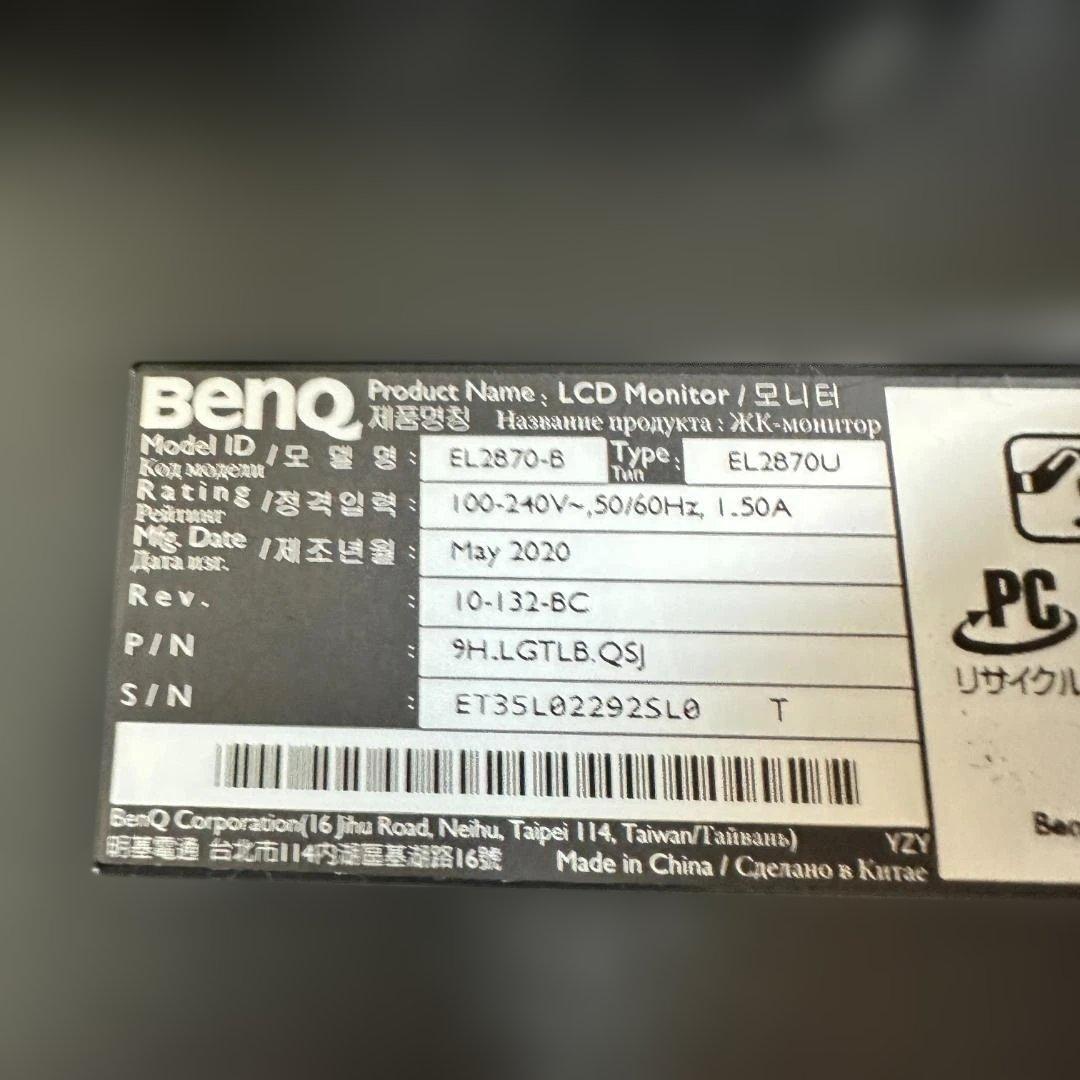 BenQ Product Name : LCD Monitor / 모니터
제품명칭 Название продукта : ЖК-монитор
Model ID / 모 델 명 : EL2870-B Type : EL2870U
Код модели Тип
Rating / 정격입력 : 100-240V~,50/60Hz, 1.50A
Рейтинг
Mfg. Date / 제조년월 : May 2020
Дата изг.
Rev. : 10-132-BC
P/N : 9H.LGTLB.QSJ
S/N : ET35L02292SL0 T
BenQ Corporation(16 Jihu Road, Neihu, Taipei 114, Taiwan/Тайвань) YZY
明基電通 台北市114內湖區基湖路16號 Made in China / Сделано в Китае
PC
リサイクル
Ben